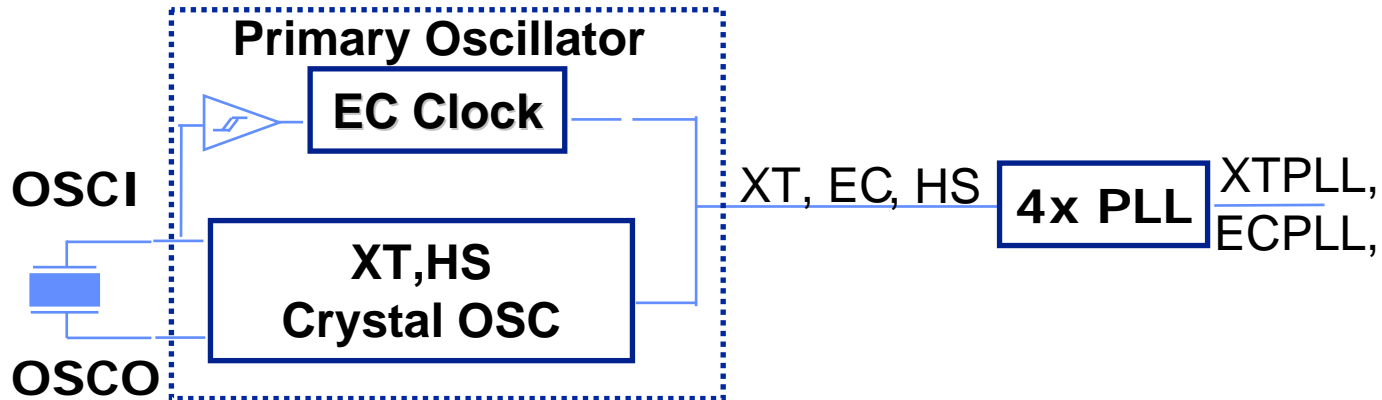 Primary Oscillator
EC Clock
OSCI
XT,HS
Crystal OSC
OSCO
XT, EC, HS
4x PLL
XTPLL,
ECPLL,